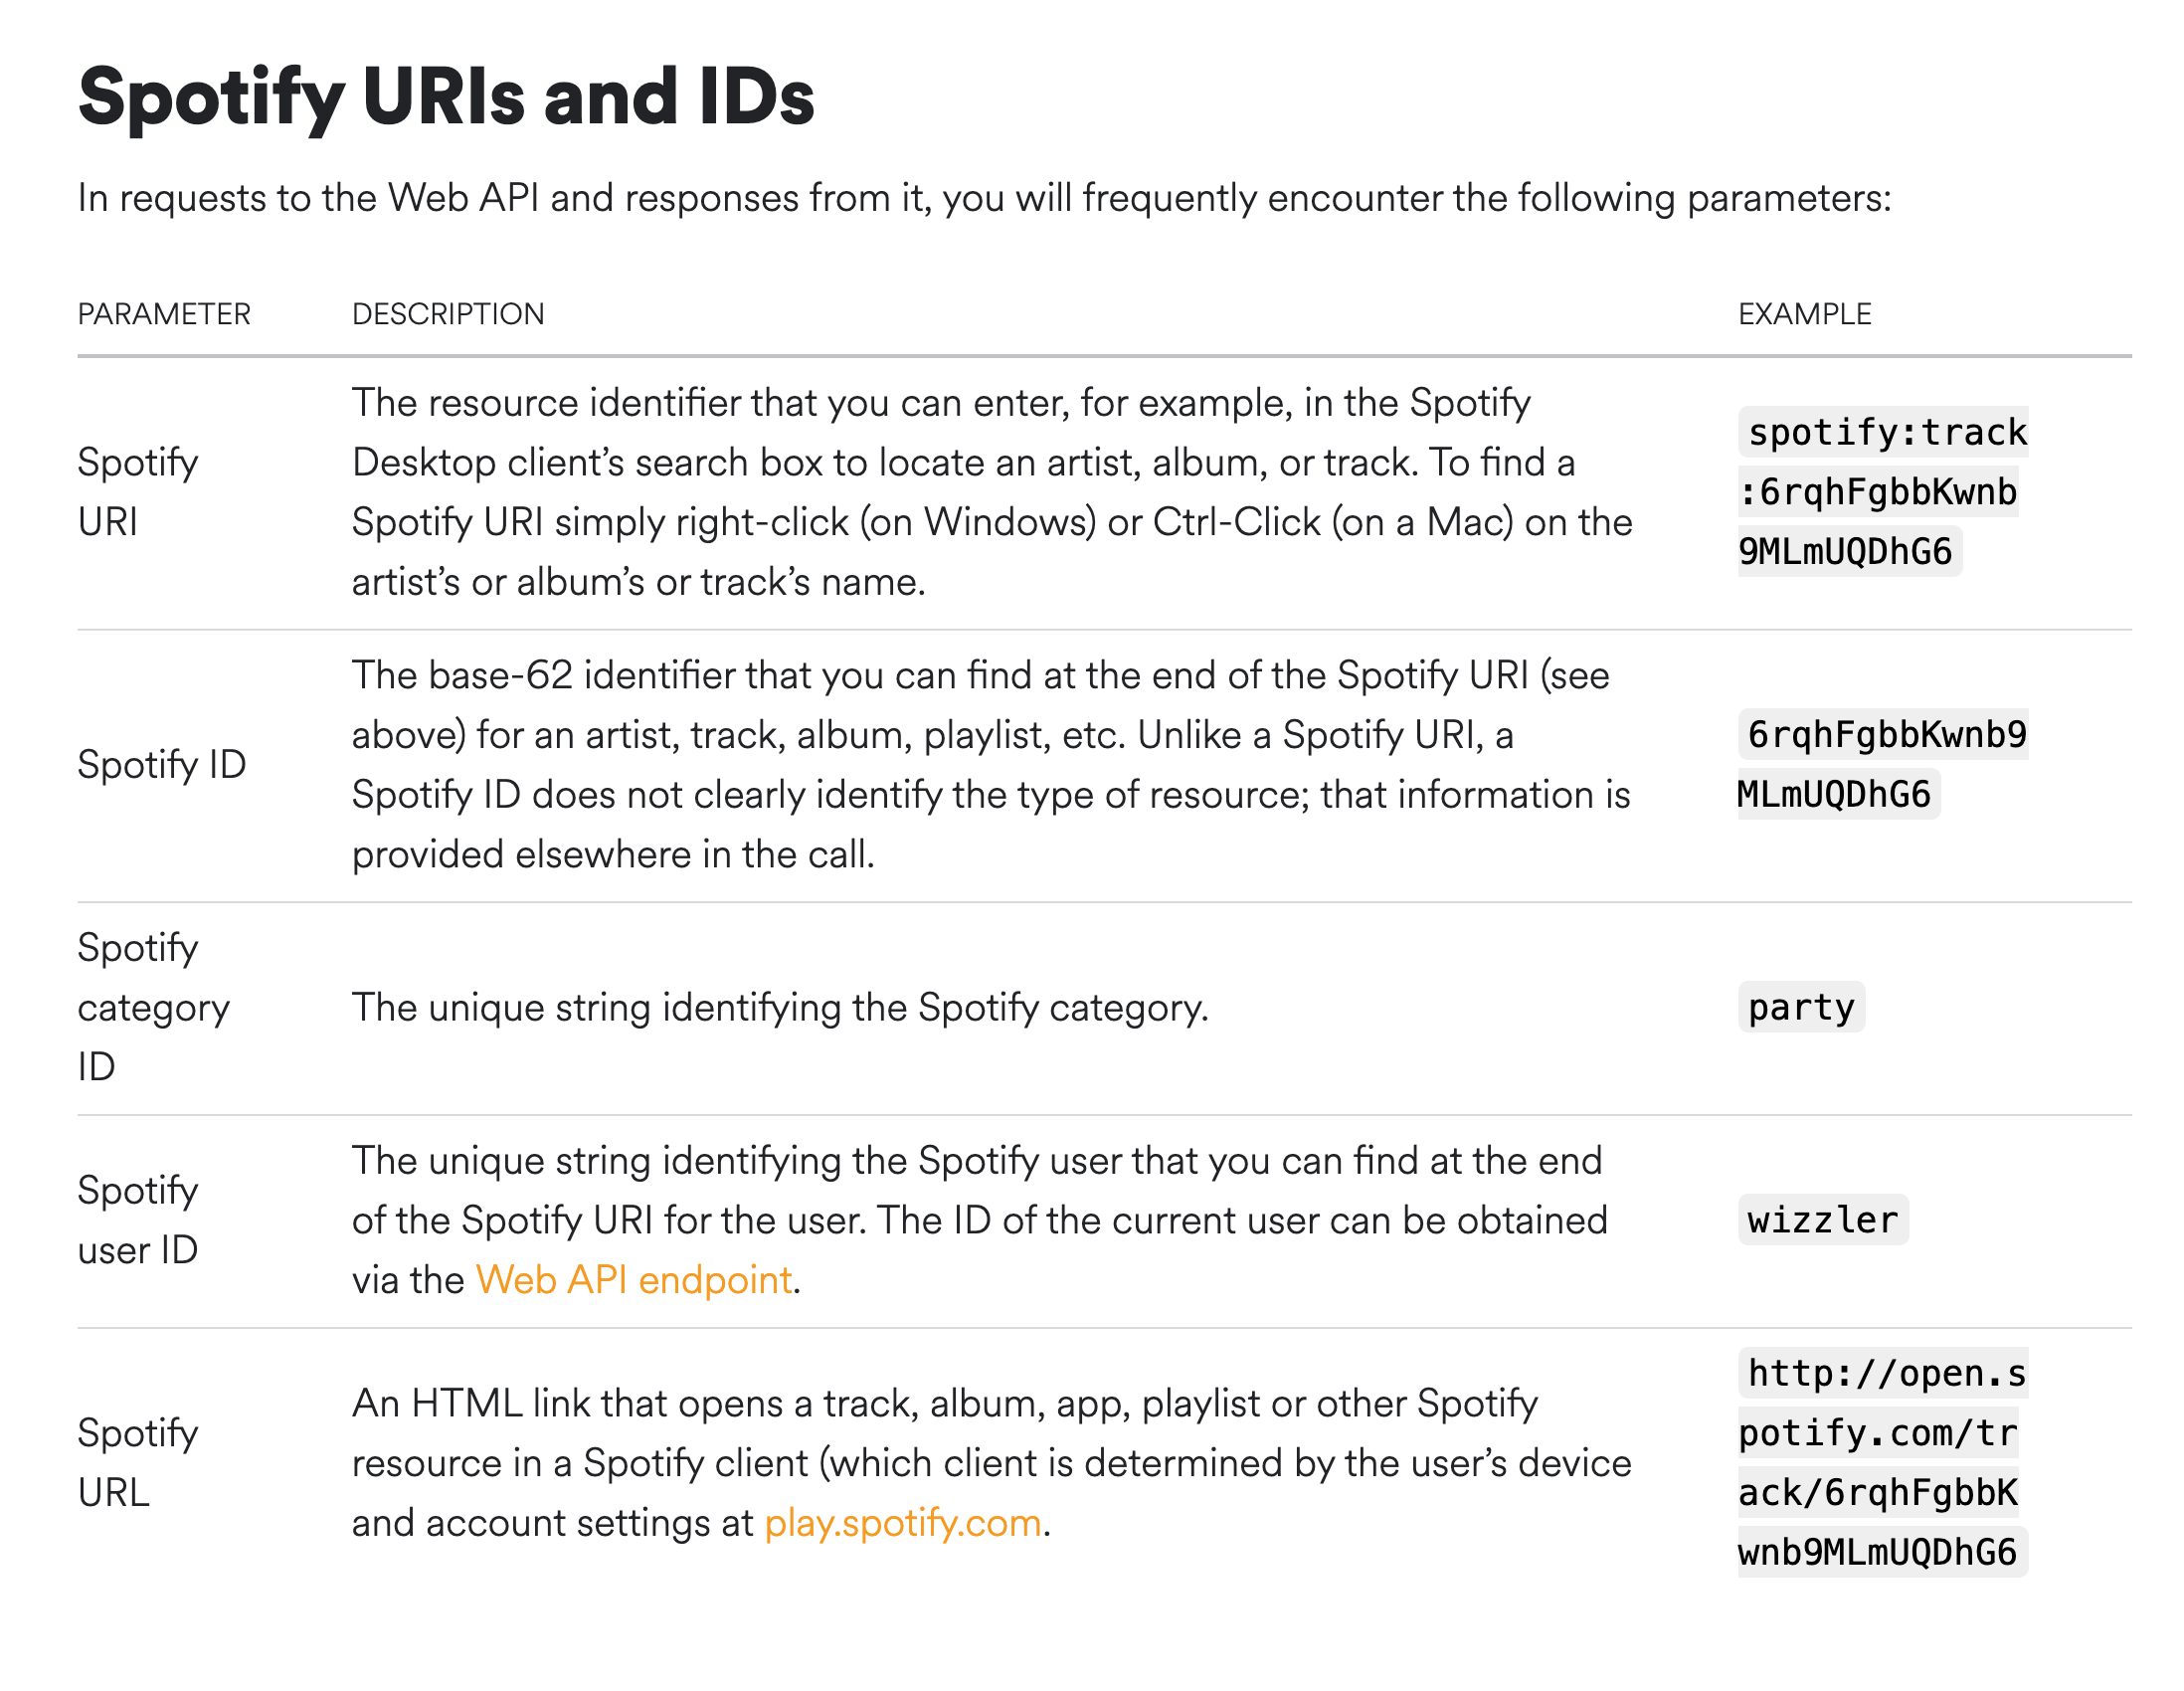 Spotify URIs and IDs
In requests to the Web API and responses from it, you will frequently encounter the following parameters:
PARAMETER DESCRIPTION EXAMPLE
Spotify
URI
The resource identifier that you can enter, for example, in the Spotify
Desktop client’s search box to locate an artist, album, or track. To find a
Spotify URI simply right-click (on Windows) or Ctrl-Click (on a Mac) on the
artist’s or album’s or track’s name.
spotify:track
:6rqhFgbbKwnb
9MLmUQDhG6
Spotify ID
The base-62 identifier that you can find at the end of the Spotify URI (see
above) for an artist, track, album, playlist, etc. Unlike a Spotify URI, a
Spotify ID does not clearly identify the type of resource; that information is
provided elsewhere in the call.
6rqhFgbbKwnb9
MLmUQDhG6
Spotify
category
ID
The unique string identifying the Spotify category.
party
Spotify
user ID
The unique string identifying the Spotify user that you can find at the end
of the Spotify URI for the user. The ID of the current user can be obtained
via the Web API endpoint.
wizzler
Spotify
URL
An HTML link that opens a track, album, app, playlist or other Spotify
resource in a Spotify client (which client is determined by the user’s device
and account settings at play.spotify.com.
http://open.s
potify.com/tr
ack/6rqhFgbbK
wnb9MLmUQDhG6